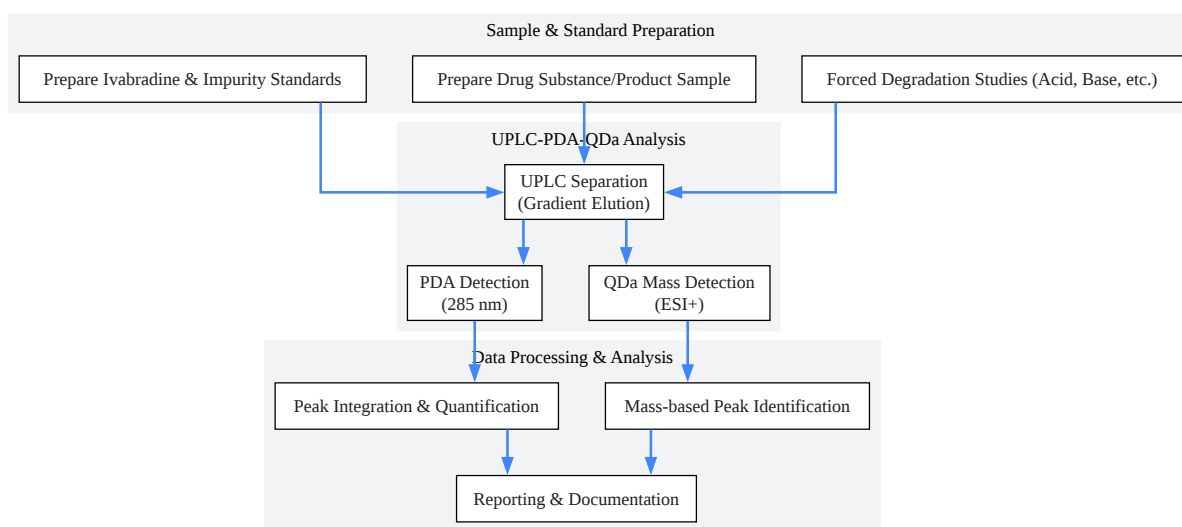 Sample & Standard Preparation
Prepare Ivabradine & Impurity Standards
Prepare Drug Substance/Product Sample
Forced Degradation Studies (Acid, Base, etc.)
UPLC-PDA-QDa Analysis
UPLC Separation
(Gradient Elution)
PDA Detection
(285 nm)
QDa Mass Detection
(ESI+)
Data Processing & Analysis
Peak Integration & Quantification
Mass-based Peak Identification
Reporting & Documentation